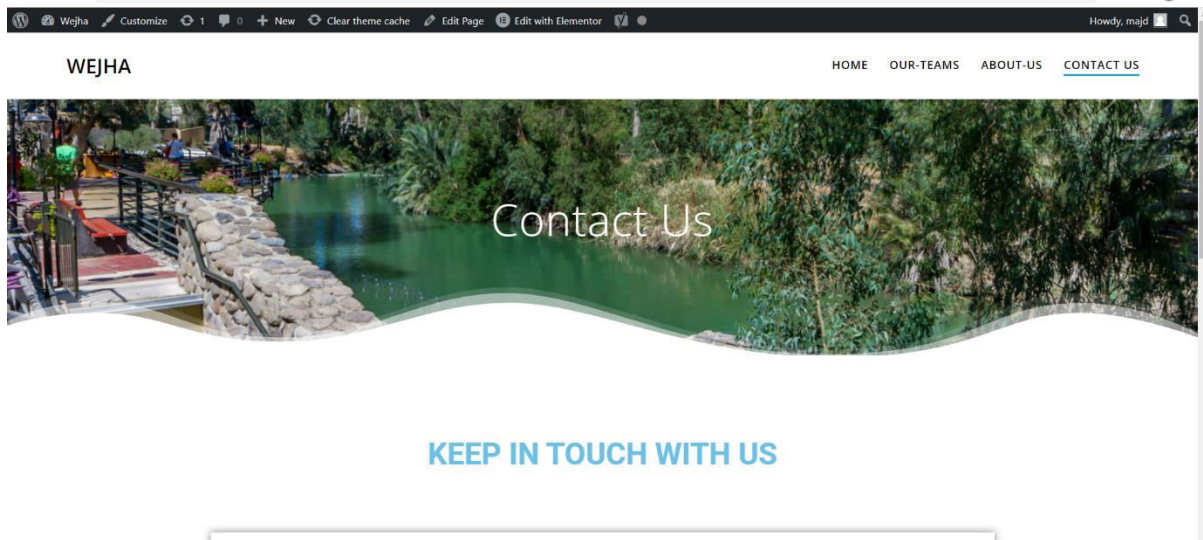 Wejha Customize 1 0 New Clear theme cache Edit Page Edit with Elementor Howdy, majd
WEJHA HOME OUR-TEAMS ABOUT-US CONTACT US
Contact Us
KEEP IN TOUCH WITH US